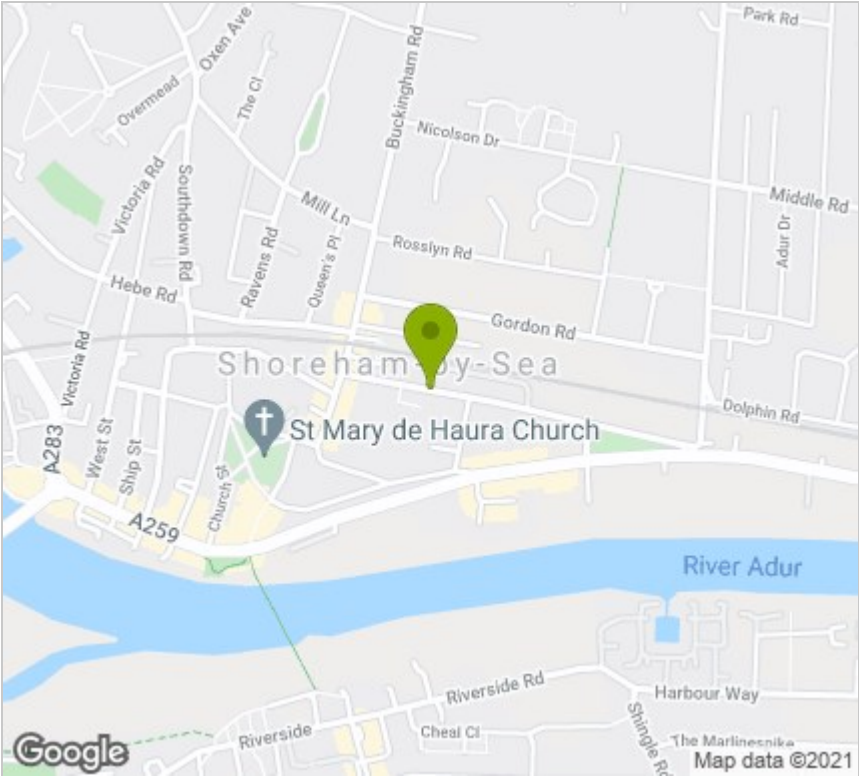 Park Rd
Oxen Ave
Buckingham Rd
Overmead
The Cl
Nicolson Dr
Victoria Rd
Southdown Rd
Mill Ln
Middle Rd
Adur Dr
Rosslyn Rd
Queen's Pl
Ravens Rd
Hebe Rd
Gordon Rd
Victoria Rd
Shoreham-by-Sea
Dolphin Rd
St Mary de Haura Church
A283
West St
Ship St
Church St
A259
River Adur
Riverside Rd
Harbour Way
Shingle Rd
Riverside
Cheal Cl
The Marlinespike
Google
Map data ©2021